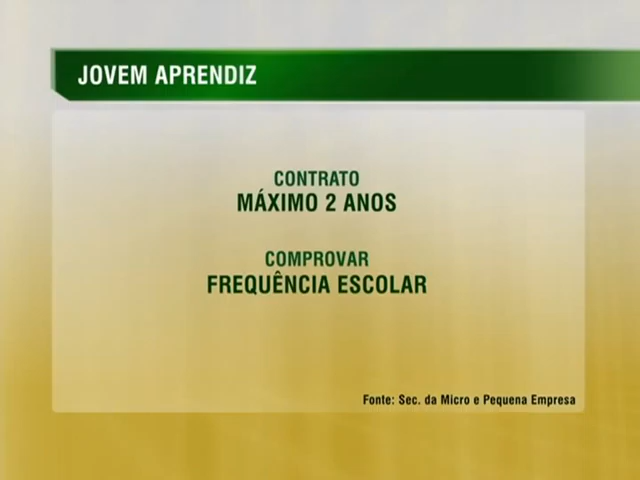 JOVEM APRENDIZ
CONTRATO
MÁXIMO 2 ANOS
COMPROVAR
FREQUÊNCIA ESCOLAR
Fonte: Sec. da Micro e Pequena Empresa